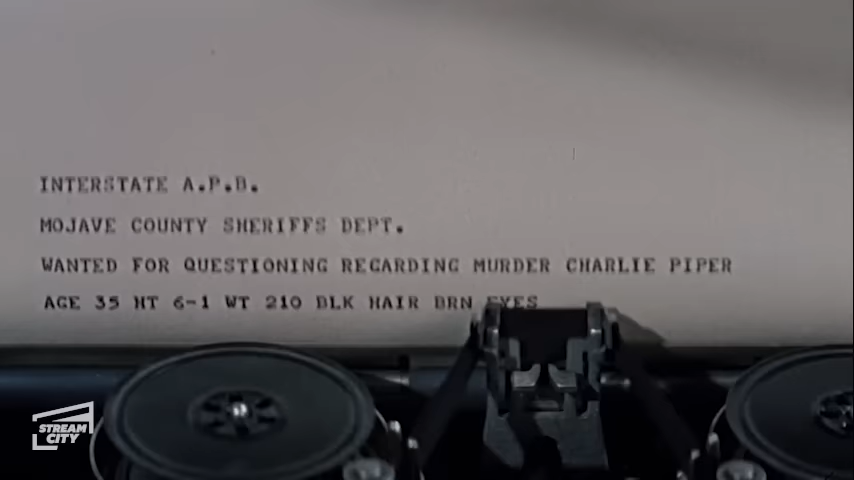 INTERSTATE A.P.B.
MOJAVE COUNTY SHERIFFS DEPT.
WANTED FOR QUESTIONING REGARDING MURDER CHARLIE PIPER
AGE 35 HT 6-1 WT 210 BLK HAIR BRN EYES
STREAM
CITY